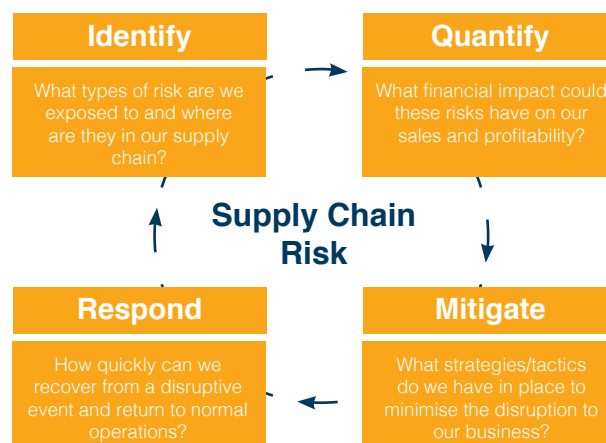 Identify
What types of risk are we
exposed to and where
are they in our supply
chain?
Quantify
What financial impact could
these risks have on our
sales and profitability?
Supply Chain
Risk
Respond
How quickly can we
recover from a disruptive
event and return to normal
operations?
Mitigate
What strategies/tactics
do we have in place to
minimise the disruption to
our business?